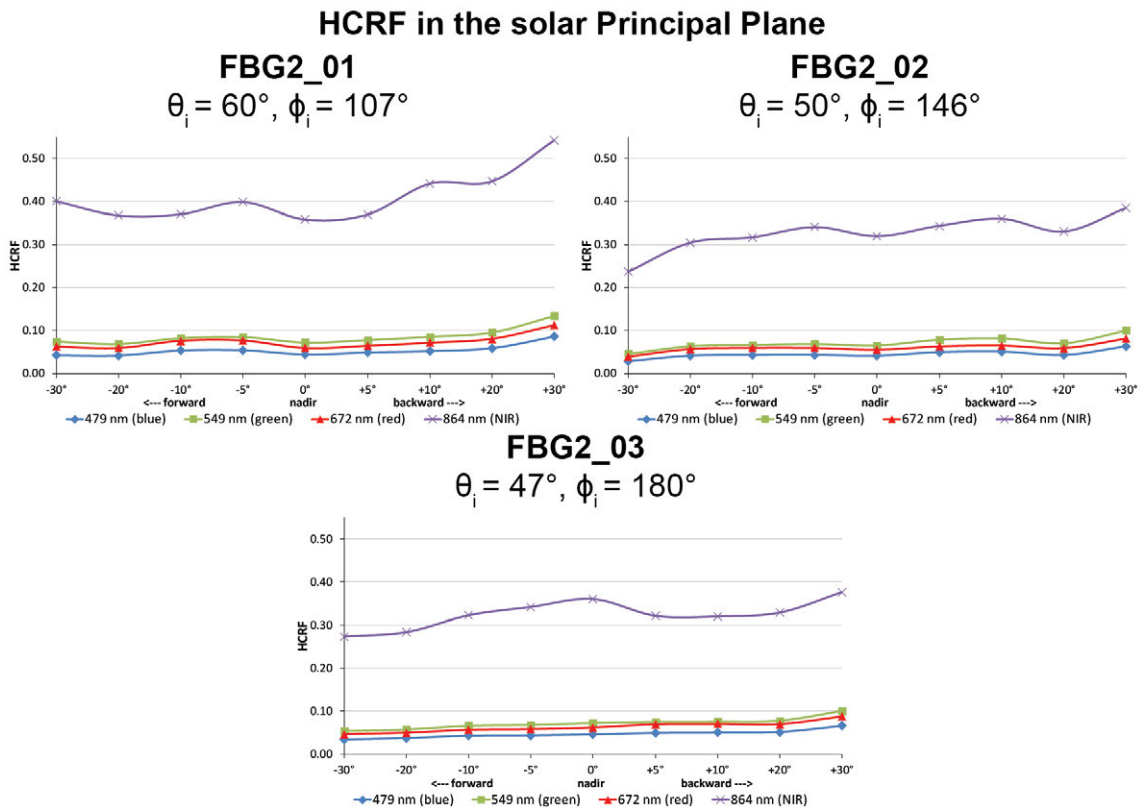 HCRF in the solar Principal Plane
FBG2_01
θi = 60°, ϕi = 107°
0.50
0.40
0.30
0.20
0.10
0.00
HCRF
-30° -20° -10° -5° 0° +5° +10° +20° +30°
<--- forward nadir backward --->
479 nm (blue) 549 nm (green) 672 nm (red) 864 nm (NIR)
FBG2_02
θi = 50°, ϕi = 146°
0.50
0.40
0.30
0.20
0.10
0.00
HCRF
-30° -20° -10° -5° 0° +5° +10° +20° +30°
<--- forward nadir backward --->
479 nm (blue) 549 nm (green) 672 nm (red) 864 nm (NIR)
FBG2_03
θi = 47°, ϕi = 180°
0.50
0.40
0.30
0.20
0.10
0.00
HCRF
-30° -20° -10° -5° 0° +5° +10° +20° +30°
<--- forward nadir backward --->
479 nm (blue) 549 nm (green) 672 nm (red) 864 nm (NIR)